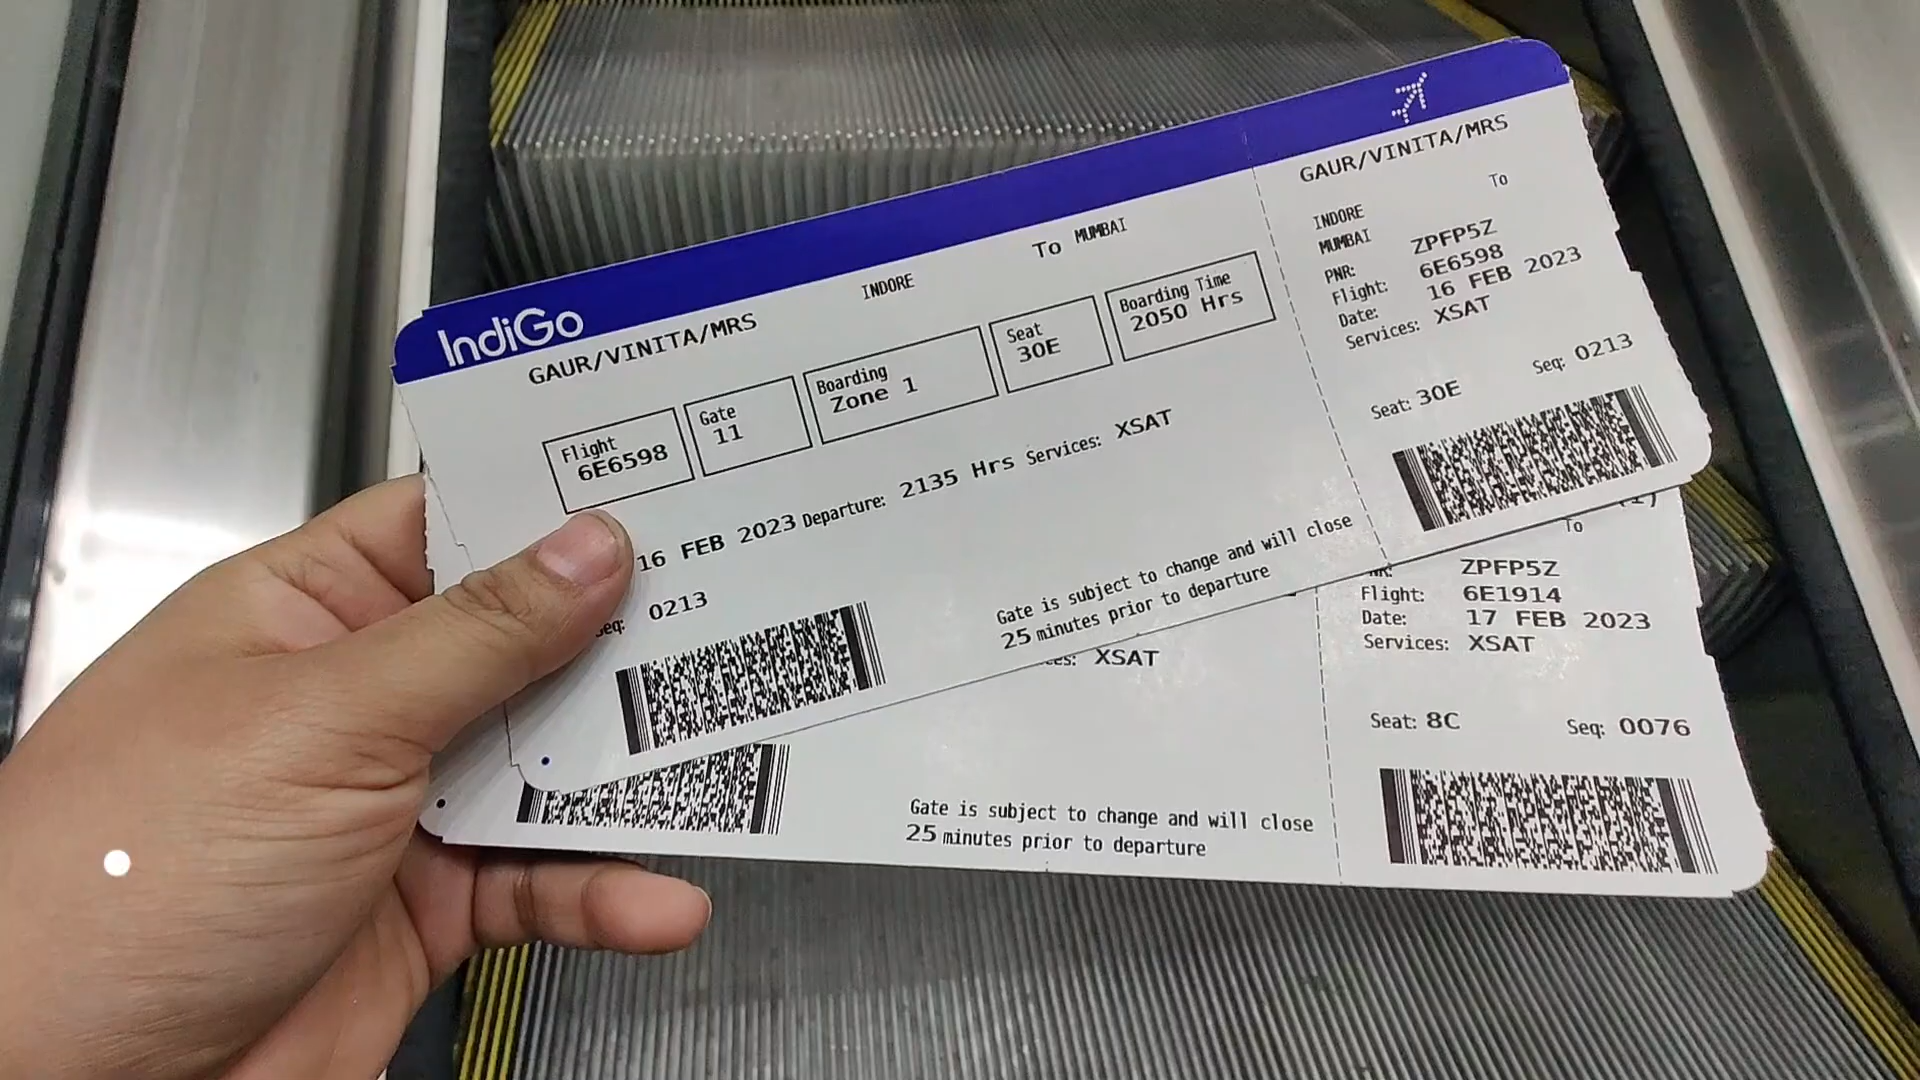 IndiGo
GAUR/VINITA/MRS
INDORE
To MUMBAI
Flight
6E6598
Gate
11
Boarding
Zone 1
Seat
30E
Boarding Time
2050 Hrs
16 FEB 2023 Departure: 2135 Hrs Services: XSAT
Seq: 0213
Gate is subject to change and will close
25 minutes prior to departure
GAUR/VINITA/MRS
INDORE
To
MUMBAI
PNR: ZPFP5Z
Flight: 6E6598
Date: 16 FEB 2023
Services: XSAT
Seat: 30E
Seq: 0213
XSAT
Gate is subject to change and will close
25 minutes prior to departure
To
ZPFP5Z
Flight: 6E1914
Date: 17 FEB 2023
Services: XSAT
Seat: 8C
Seq: 0076